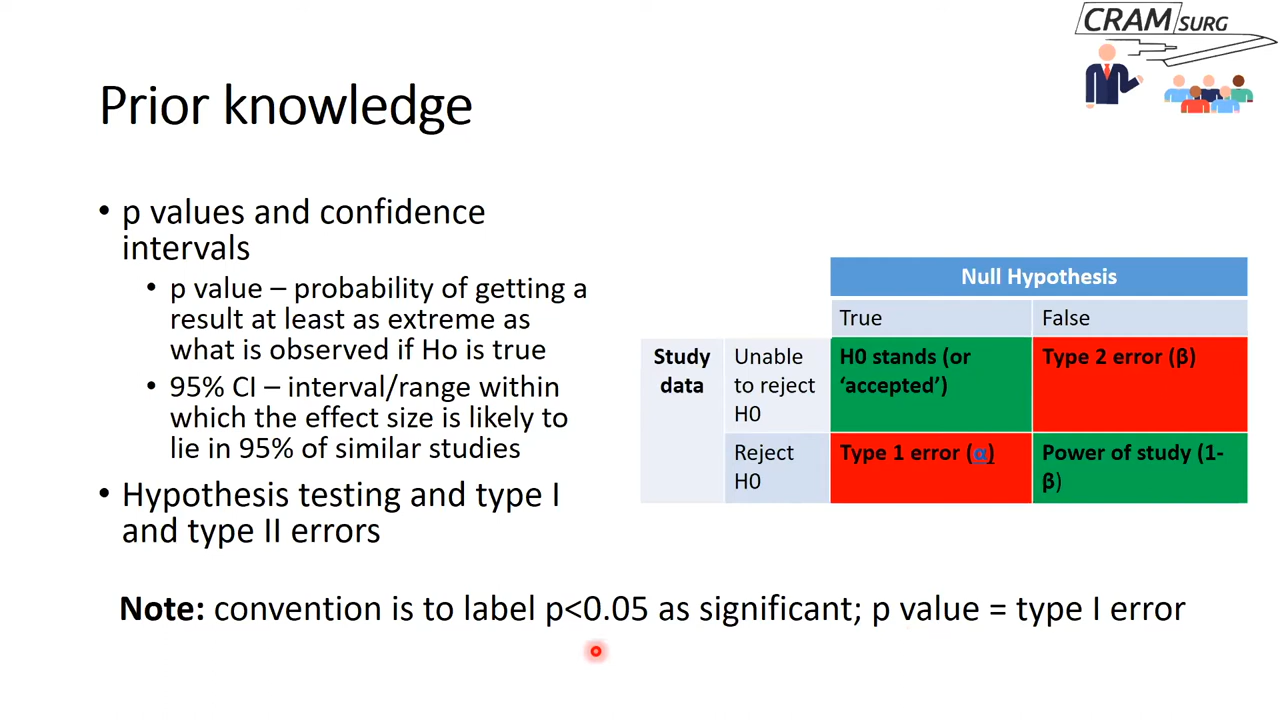 CRAM SURG
Prior knowledge
• p values and confidence
intervals
• p value – probability of getting a
result at least as extreme as
what is observed if Ho is true
• 95% CI – interval/range within
which the effect size is likely to
lie in 95% of similar studies
• Hypothesis testing and type I
and type II errors
Null Hypothesis
True False
Study
data
Unable
to reject
H0
H0 stands (or
‘accepted’)
Type 2 error (β)
Reject
H0
Type 1 error (α)
Power of study (1-
β)
Note: convention is to label p<0.05 as significant; p value = type I error